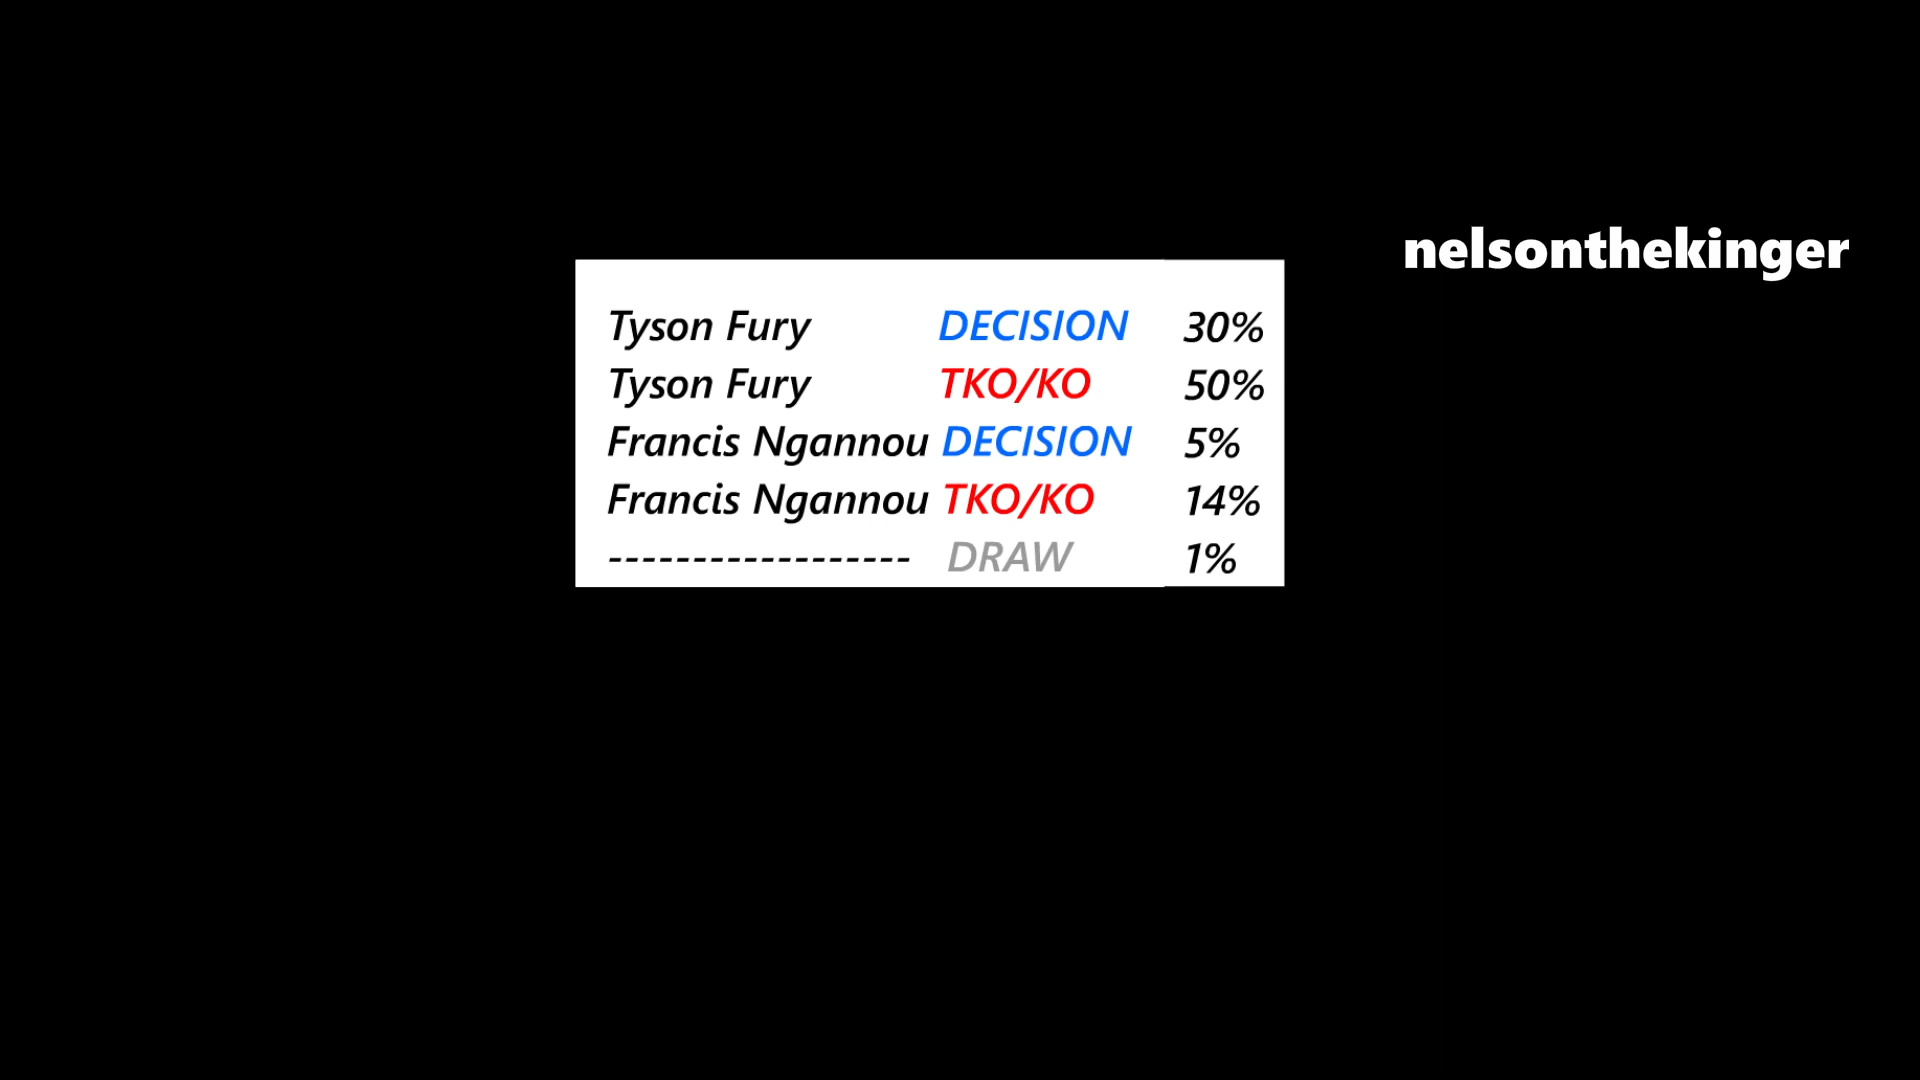 nelsonthekinger
Tyson Fury DECISION 30%
Tyson Fury TKO/KO 50%
Francis Ngannou DECISION 5%
Francis Ngannou TKO/KO 14%
------------------ DRAW 1%